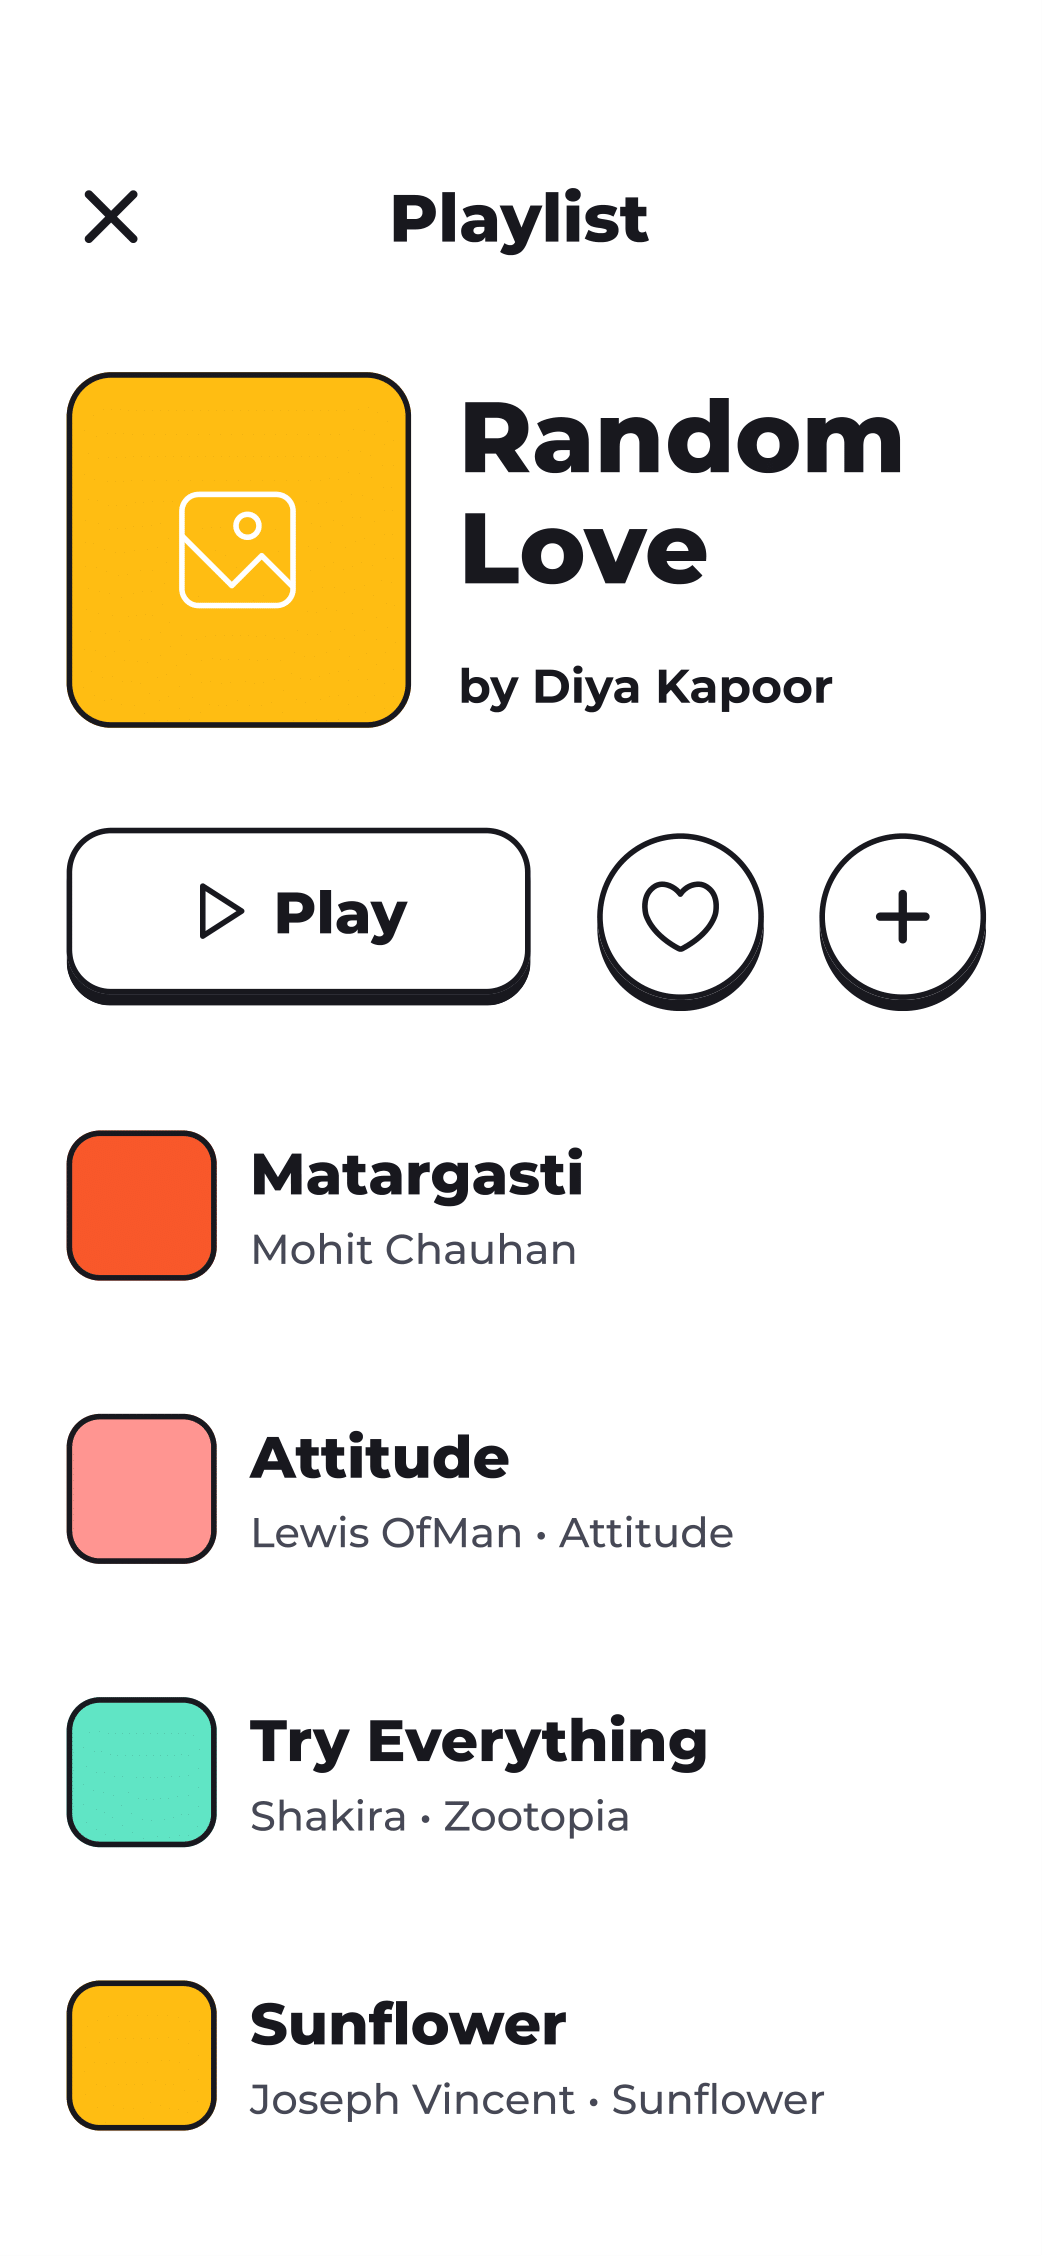 Playlist
Random
Love
by Diya Kapoor
Play
Matargasti
Mohit Chauhan
Attitude
Lewis OfMan • Attitude
Try Everything
Shakira • Zootopia
Sunflower
Joseph Vincent • Sunflower